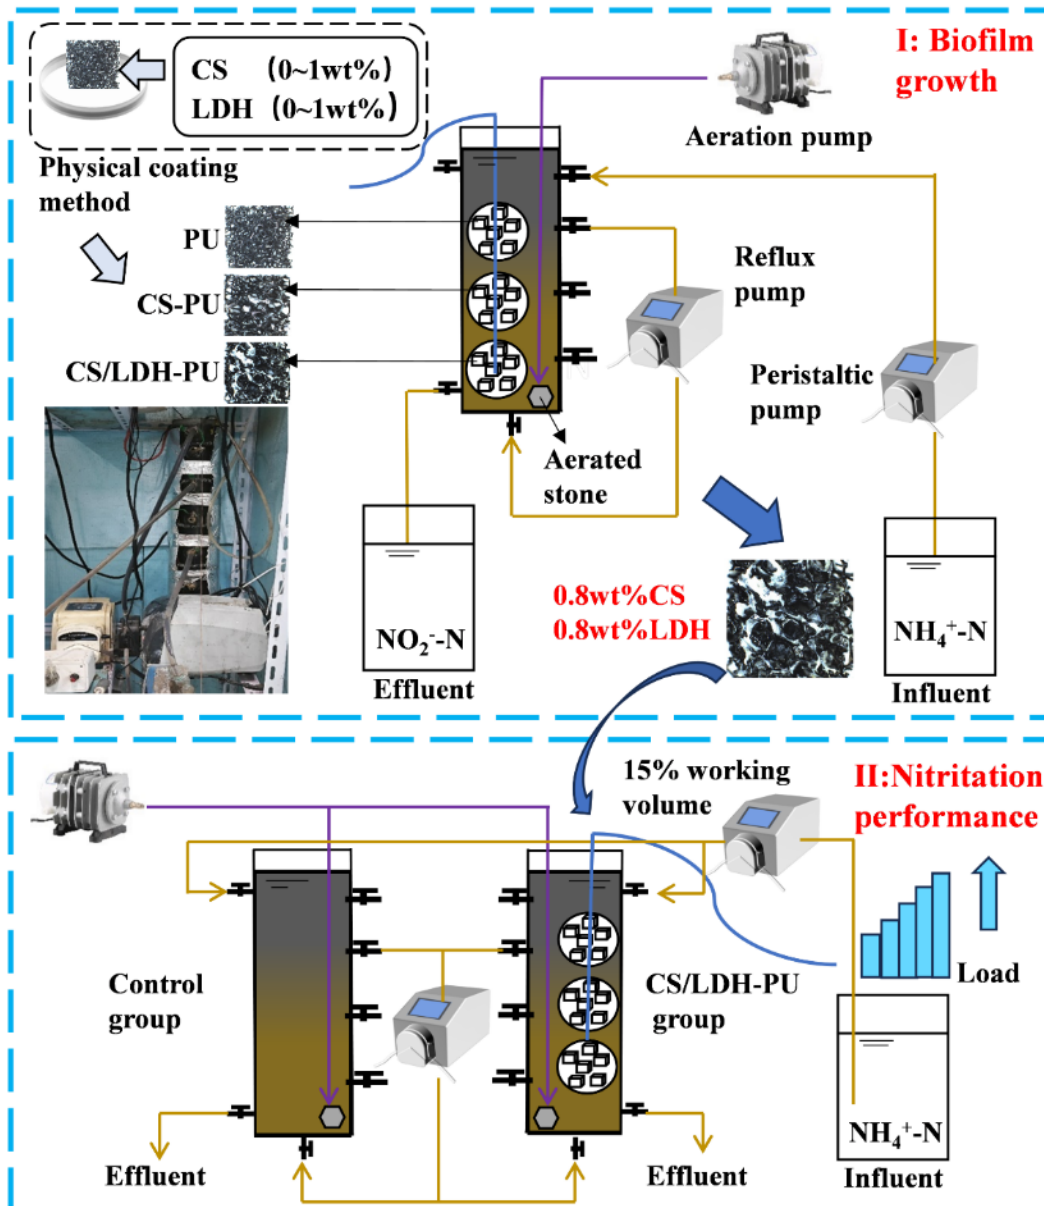 I: Biofilm
growth
CS (0~1wt%)
LDH (0~1wt%)
Aeration pump
Physical coating
method
PU
CS-PU
CS/LDH-PU
Reflux
pump
Peristaltic
pump
Aerated
stone
0.8wt%CS
0.8wt%LDH
NO₂⁻-N
Effluent
NH₄⁺-N
Influent
15% working
volume
II:Nitritation
performance
Load
Control
group
CS/LDH-PU
group
NH₄⁺-N
Effluent
Effluent
Influent